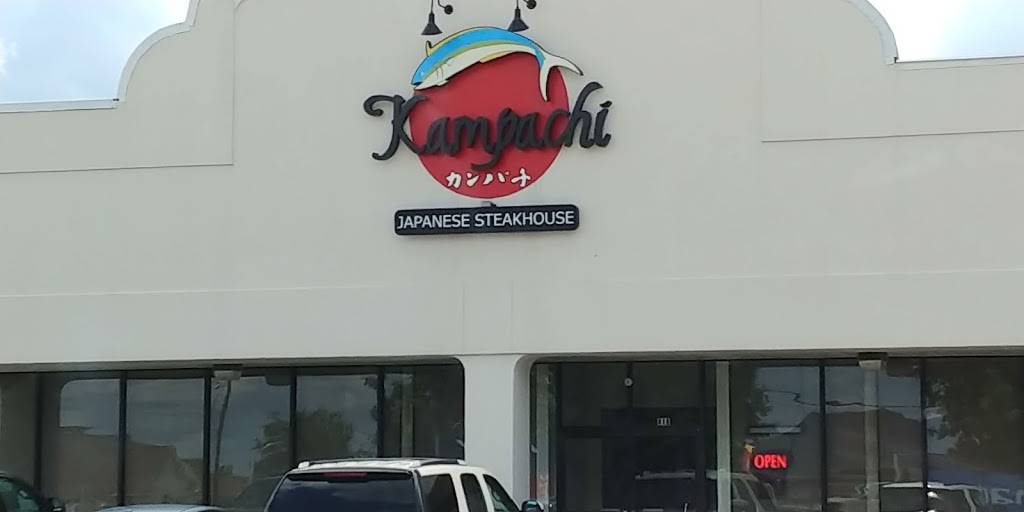 Kampachi
カンパチ
JAPANESE STEAKHOUSE
OPEN